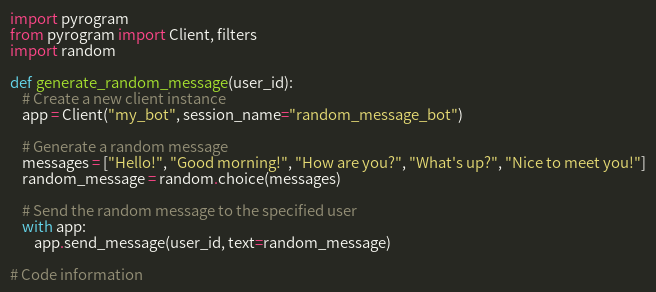 import pyrogram
from pyrogram import Client, filters
import random
def generate_random_message(user_id):
# Create a new client instance
app = Client("my_bot", session_name="random_message_bot")
# Generate a random message
messages = ["Hello!", "Good morning!", "How are you?", "What's up?", "Nice to meet you!"]
random_message = random.choice(messages)
# Send the random message to the specified user
with app:
app.send_message(user_id, text=random_message)
# Code information